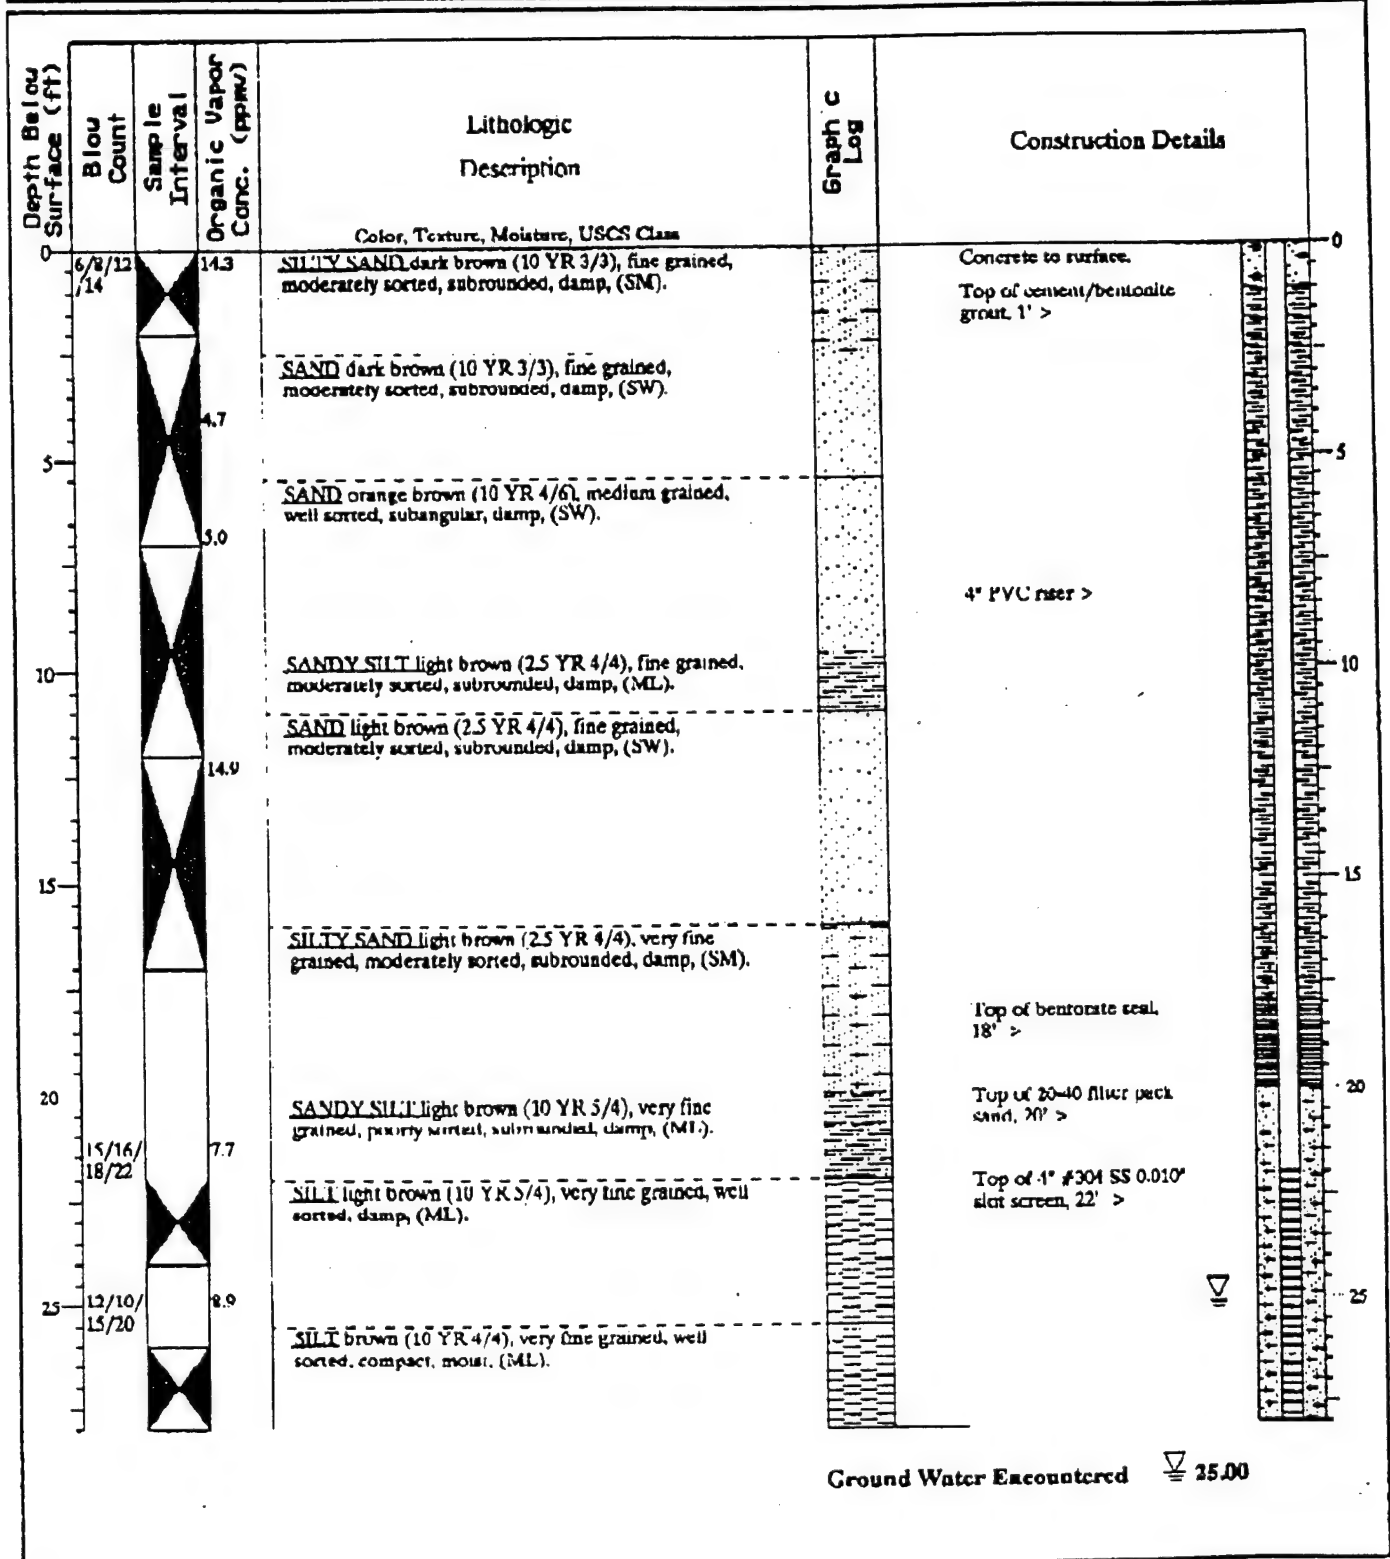 Depth Below
Surface (ft)
Blow
Count
Sample
Interval
Organic Vapor
Conc. (ppmv)
Lithologic
Description
Color, Texture, Moisture, USCS Class
Graph c
Log
Construction Details
0
6/8/12
/14
14.3
SILTY SAND dark brown (10 YR 3/3), fine grained,
moderately sorted, subrounded, damp, (SM).
Concrete to surface.
0
Top of cement/bentonite
grout, 1' >
SAND dark brown (10 YR 3/3), fine grained,
moderately sorted, subrounded, damp, (SW).
4.7
5
5
SAND orange brown (10 YR 4/6), medium grained,
well sorted, subangular, damp, (SW).
5.0
4" PVC riser >
10
SANDY SILT light brown (2.5 YR 4/4), fine grained,
moderately sorted, subrounded, damp, (ML).
10
SAND light brown (2.5 YR 4/4), fine grained,
moderately sorted, subrounded, damp, (SW).
14.9
15
15
SILTY SAND light brown (2.5 YR 4/4), very fine
grained, moderately sorted, subrounded, damp, (SM).
Top of bentonite seal,
18' >
20
SANDY SILT light brown (10 YR 5/4), very fine
grained, poorly sorted, subrounded, damp, (ML).
Top of 20-40 filter pack
sand, 20' >
20
15/16/
18/22
7.7
SILT light brown (10 YR 5/4), very fine grained, well
sorted, damp, (ML).
Top of 4" #304 SS 0.010"
slot screen, 22' >
25
12/10/
15/20
8.9
25
SILT brown (10 YR 4/4), very fine grained, well
sorted, compact, moist, (ML).
Ground Water Encountered 25.00